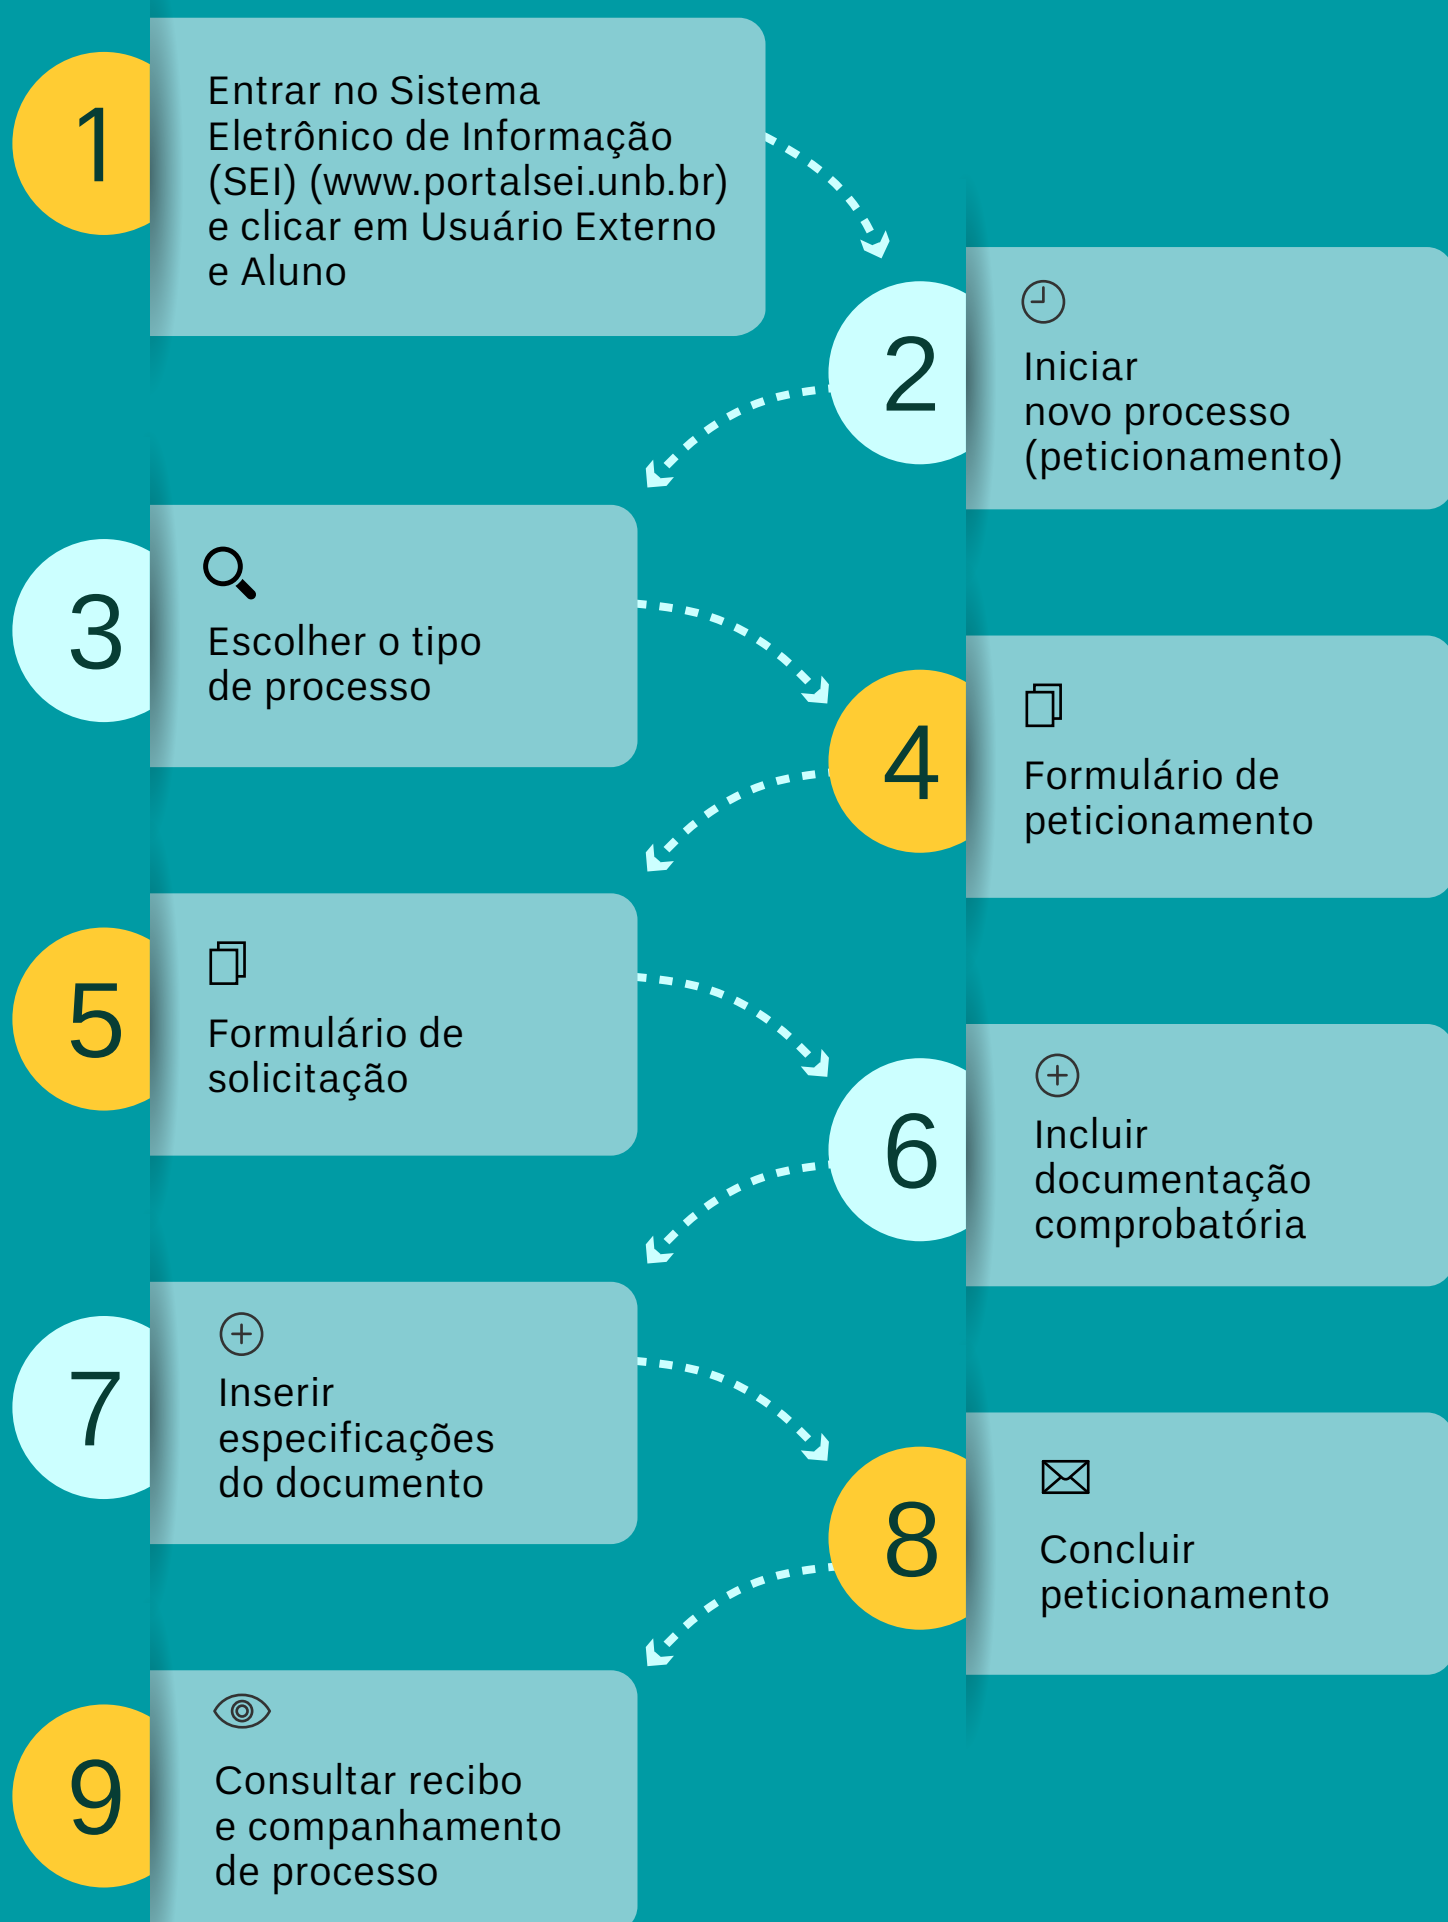 1
Entrar no Sistema
Eletrônico de Informação
(SEI) (www.portalsei.unb.br)
e clicar em Usuário Externo
e Aluno
2
Iniciar
novo processo
(peticionamento)
3
Escolher o tipo
de processo
4
Formulário de
peticionamento
5
Formulário de
solicitação
6
Incluir
documentação
comprobatória
7
Inserir
especificações
do documento
8
Concluir
peticionamento
9
Consultar recibo
e companhamento
de processo